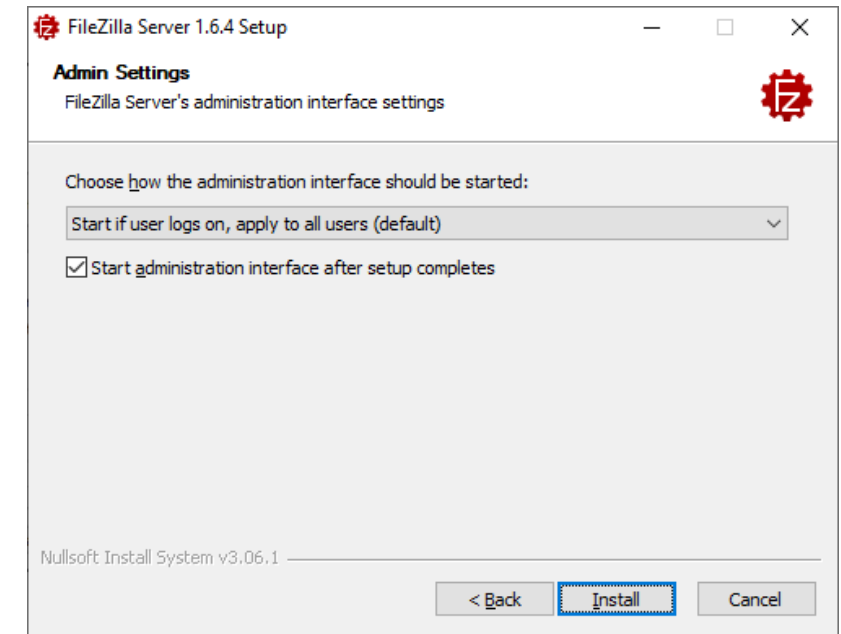 FileZilla Server 1.6.4 Setup
Admin Settings
FileZilla Server's administration interface settings
Choose how the administration interface should be started:
Start if user logs on, apply to all users (default)
Start administration interface after setup completes
Nullsoft Install System v3.06.1
< Back Install Cancel